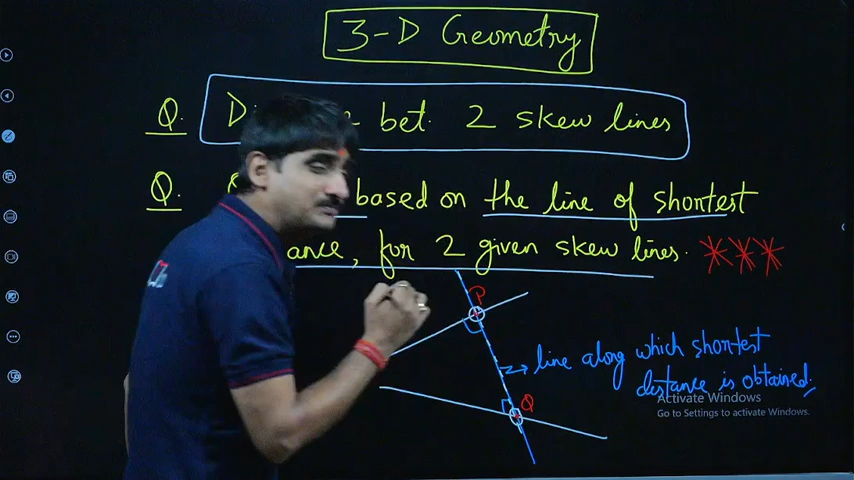 3-D Geometry
Q. bet. 2 skew lines
Q. based on the line of shortest
ance, for 2 given skew lines.
P
line along which shortest
distance is obtained.
Q
Activate Windows
Go to Settings to activate Windows.